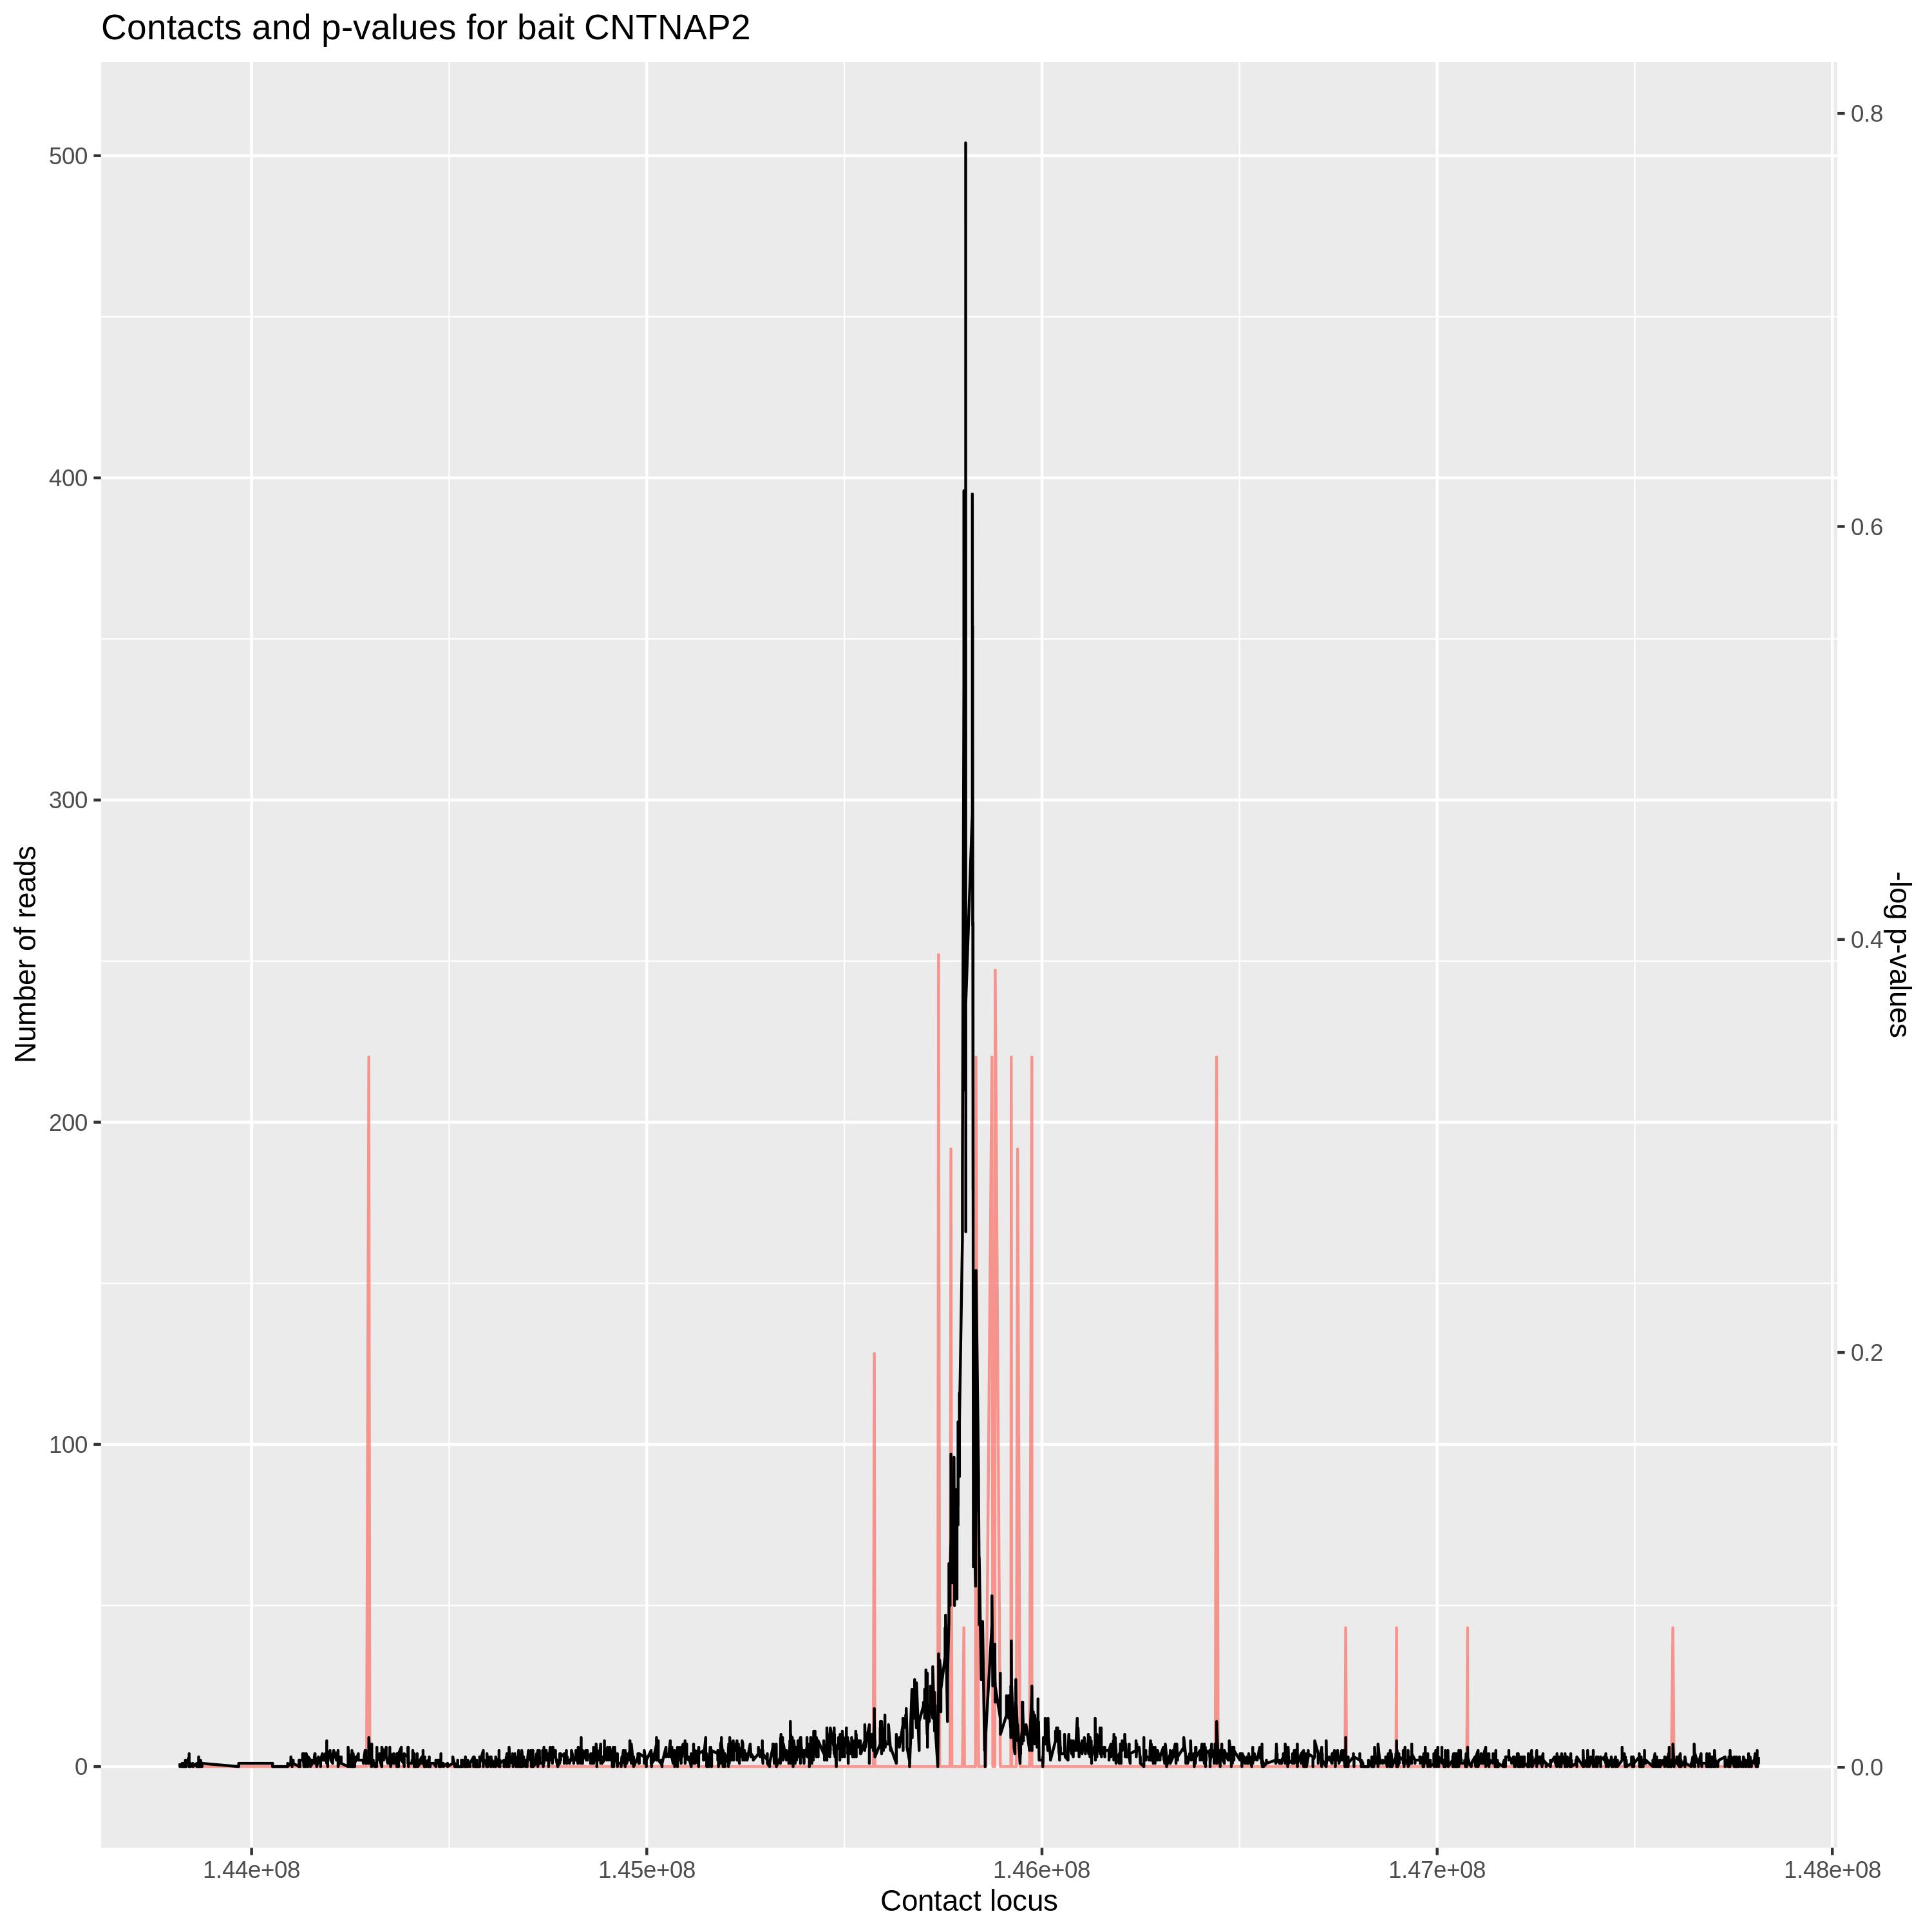 Contacts and p-values for bait CNTNAP2
500
400
300
200
100
0
Number of reads
0.8
0.6
0.4
0.2
0.0
-log p-values
1.44e+08
1.45e+08
1.46e+08
1.47e+08
1.48e+08
Contact locus